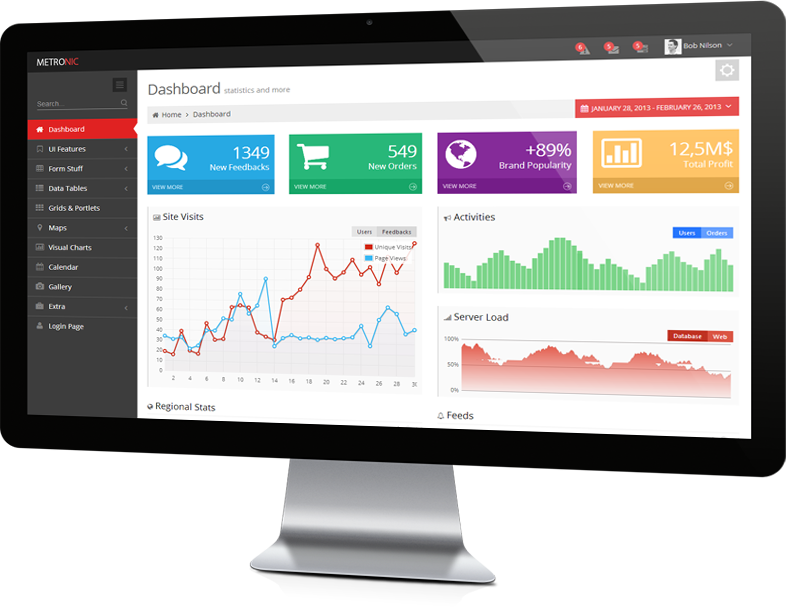 METRONIC
6
5
5
Bob Nilson
Search...
Dashboard
UI Features
Form Stuff
Data Tables
Grids & Portlets
Maps
Visual Charts
Calendar
Gallery
Extra
Login Page
Dashboard statistics and more
Home > Dashboard
JANUARY 28, 2013 - FEBRUARY 26, 2013
1349
New Feedbacks
VIEW MORE
549
New Orders
VIEW MORE
+89%
Brand Popularity
VIEW MORE
12,5M$
Total Profit
VIEW MORE
Site Visits
Users Feedbacks
Unique Visits
Page Views
130
120
110
100
90
80
70
60
50
40
30
20
10
0
2 4 6 8 10 12 14 16 18 20 22 24 26 28 30
Activities
Users Orders
Server Load
Database Web
100%
50%
0%
Regional Stats
Feeds